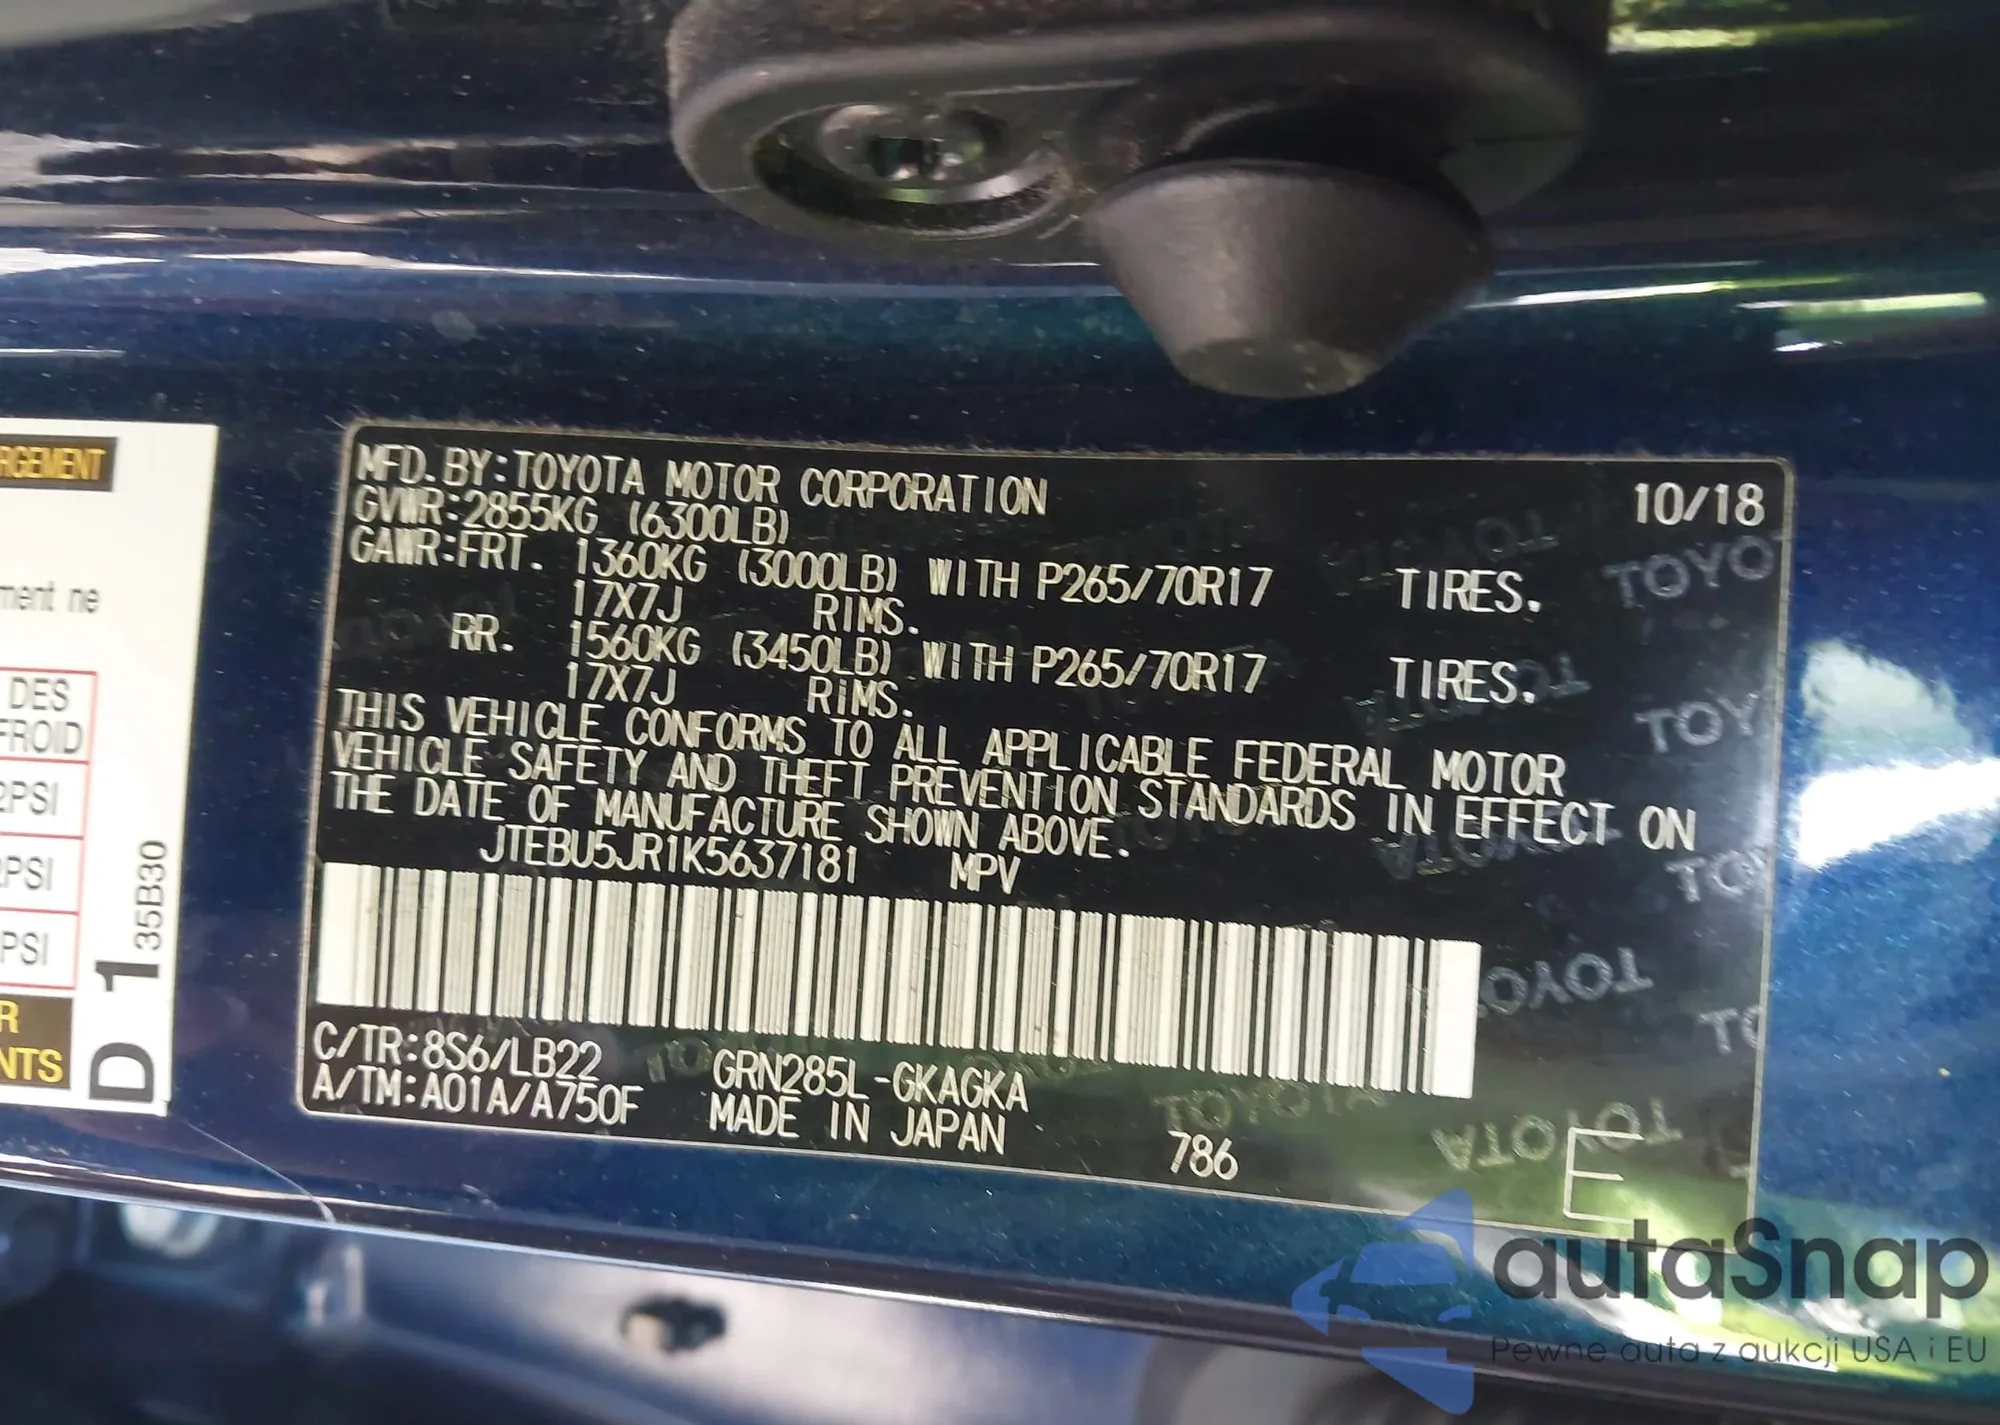 RGEMENT
ment ne
DES
FROID
2PSI
PSI
PSI
R
NTS
D 1 35B30
MFD. BY: TOYOTA MOTOR CORPORATION 10/18
GVWR: 2855KG (6300LB)
GAWR: FRT. 1360KG (3000LB) WITH P265/70R17 TIRES.
17X7J RIMS.
RR. 1560KG (3450LB) WITH P265/70R17 TIRES.
17X7J RIMS.
THIS VEHICLE CONFORMS TO ALL APPLICABLE FEDERAL MOTOR
VEHICLE SAFETY AND THEFT PREVENTION STANDARDS IN EFFECT ON
THE DATE OF MANUFACTURE SHOWN ABOVE.
JTEBU5JR1K5637181 MPV
C/TR: 8S6/LB22 GRN285L-GKAGKA
A/TM: A01A/A750F MADE IN JAPAN 786
E
autaSnap
Pewne auta z aukcji USA i EU